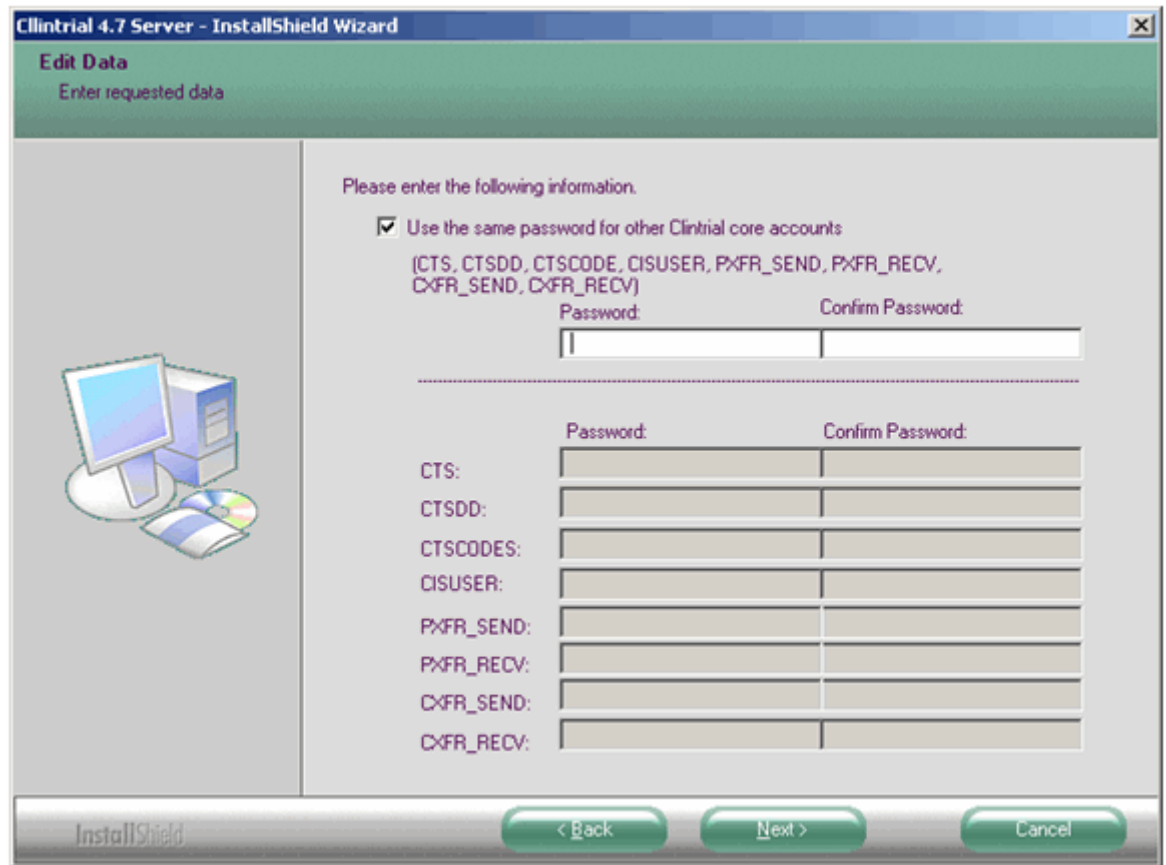 Cllintrial 4.7 Server - InstallShield Wizard
Edit Data
Enter requested data
Please enter the following information.
Use the same password for other Clintrial core accounts
(CTS, CTSDD, CTSCODE, CISUSER, PXFR_SEND, PXFR_RECV,
CXFR_SEND, CXFR_RECV)
Password: Confirm Password:
Password: Confirm Password:
CTS:
CTSDD:
CTSCODES:
CISUSER:
PXFR_SEND:
PXFR_RECV:
CXFR_SEND:
CXFR_RECV:
InstallShield < Back Next > Cancel